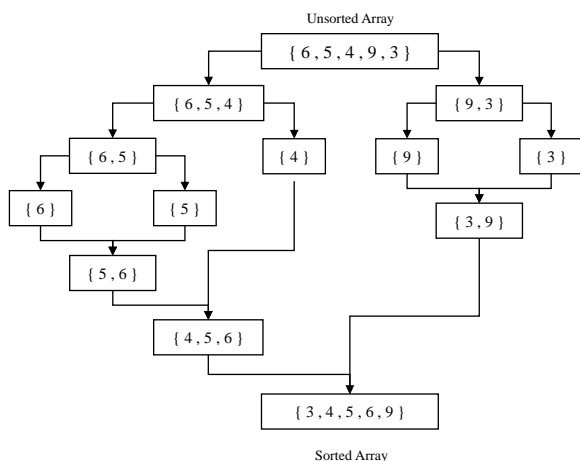 Unsorted Array
{ 6 , 5 , 4 , 9 , 3 }
{ 6 , 5 , 4 }
{ 9 , 3 }
{ 6 , 5 }
{ 4 }
{ 9 }
{ 3 }
{ 6 }
{ 5 }
{ 3 , 9 }
{ 5 , 6 }
{ 4 , 5 , 6 }
{ 3 , 4 , 5 , 6 , 9 }
Sorted Array